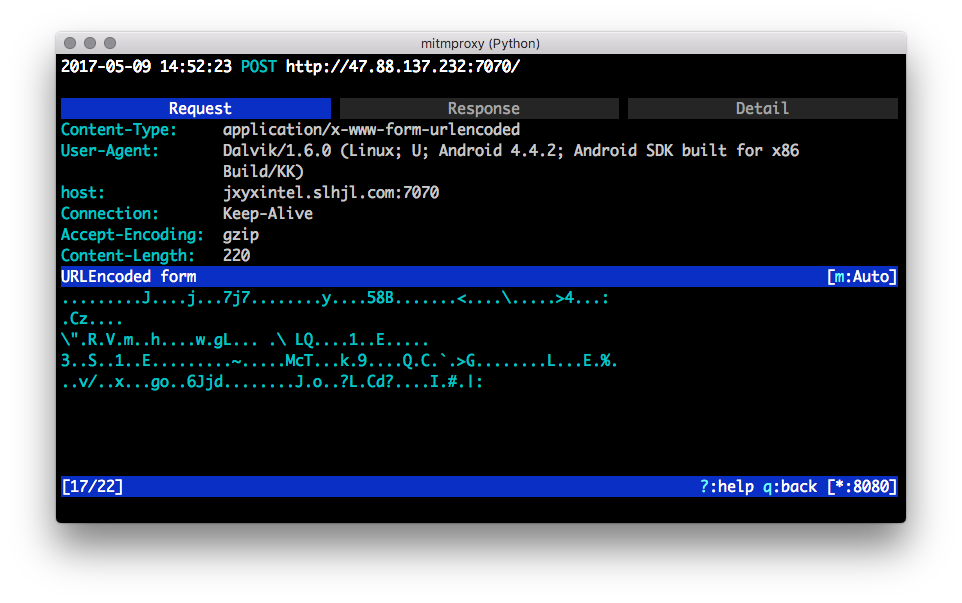 mitmproxy (Python)
2017-05-09 14:52:23 POST http://47.88.137.232:7070/
Request Response Detail
Content-Type: application/x-www-form-urlencoded
User-Agent: Dalvik/1.6.0 (Linux; U; Android 4.4.2; Android SDK built for x86
Build/KK)
host: jxyxintel.slhjl.com:7070
Connection: Keep-Alive
Accept-Encoding: gzip
Content-Length: 220
URLEncoded form [m:Auto]
.........J....j...7j7........y....58B.......<....\.....>4...:
.Cz....
\".R.V.m..h....w.gL... .\ LQ....1..E.....
3..S..1..E.........~.....McT...k.9....Q.C.`.>G........L...E.%.
..v/..x...go..6Jjd........J.o..?L.Cd?....I.#.|:
[17/22] ?:help q:back [*:8080]